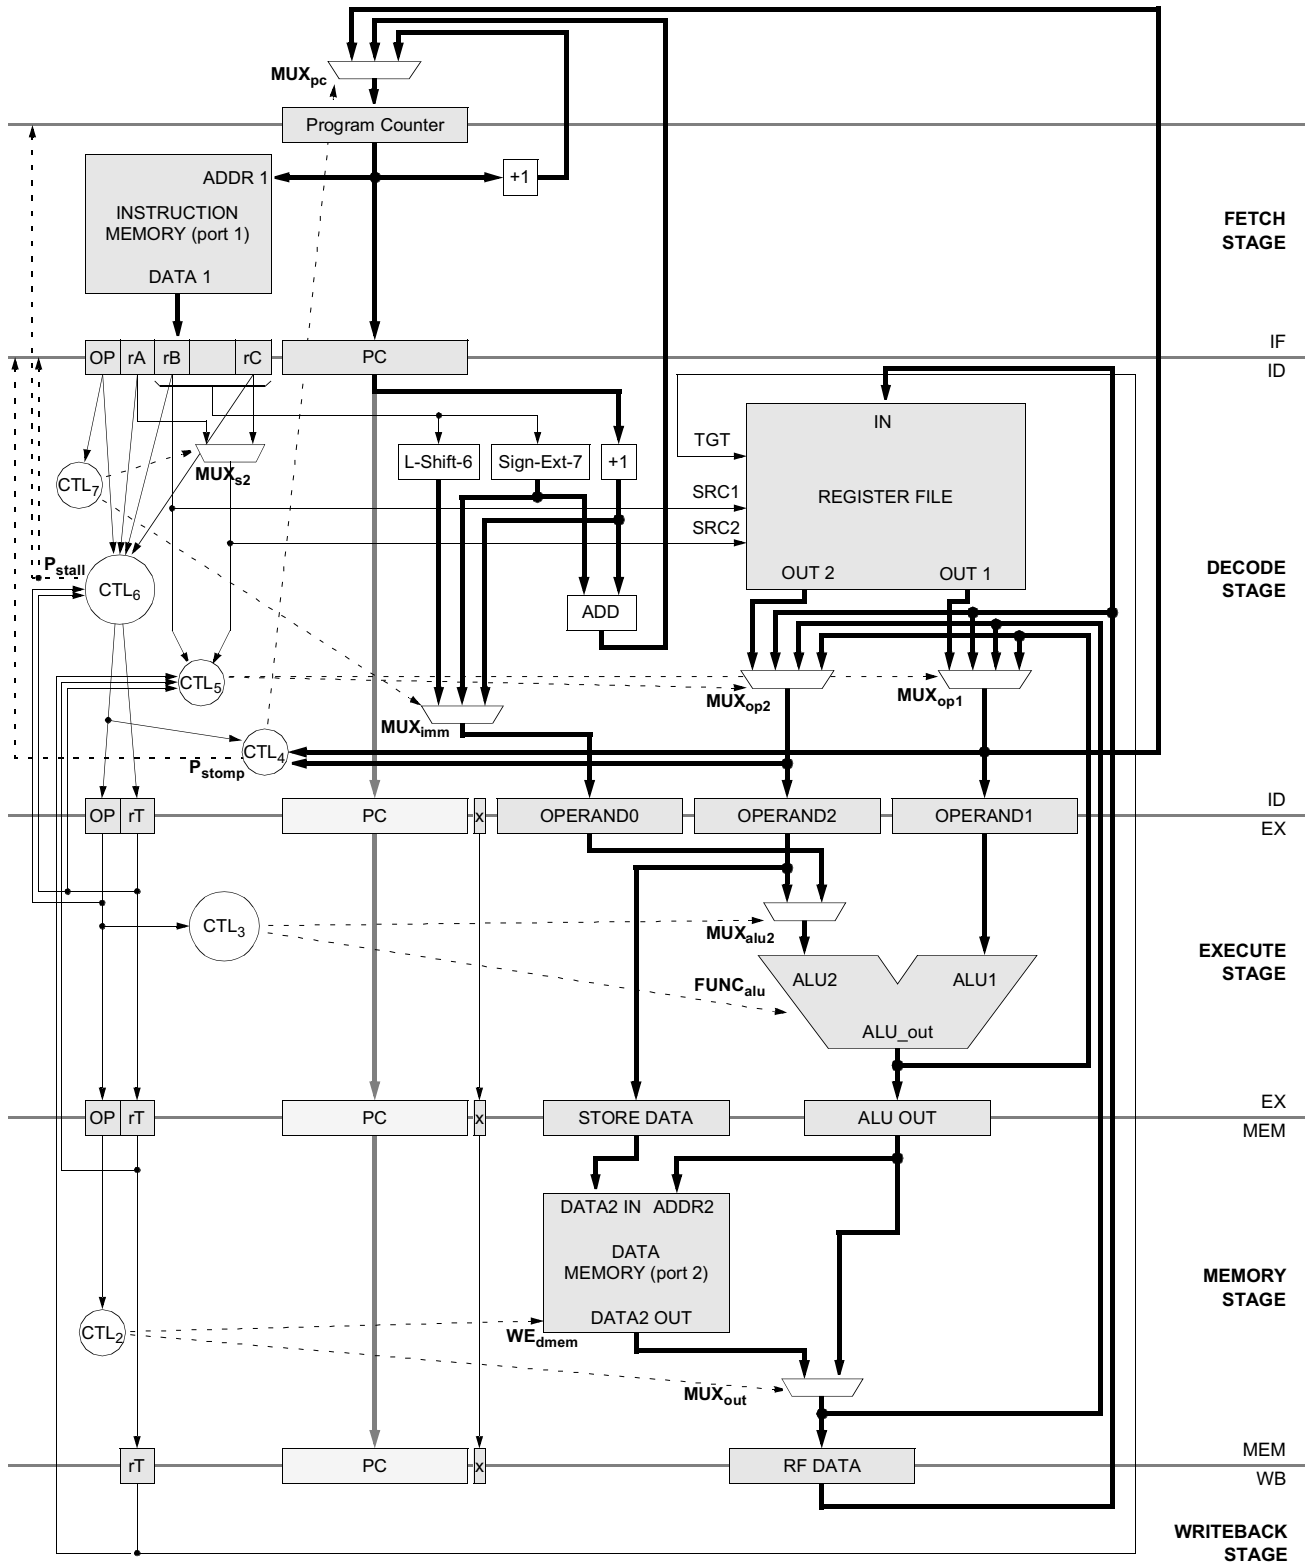 MUXpc
Program Counter
ADDR 1
+1
INSTRUCTION
MEMORY (port 1)
DATA 1
FETCH
STAGE
OP
rA
rB
rC
PC
IF
ID
IN
TGT
L-Shift-6
Sign-Ext-7
+1
MUXs2
CTL7
SRC1
REGISTER FILE
SRC2
Pstall
CTL6
OUT 2
OUT 1
DECODE
STAGE
ADD
CTL5
MUXop2
MUXop1
MUXimm
CTL4
Pstomp
OP
rT
PC
x
OPERAND0
OPERAND2
OPERAND1
ID
EX
CTL3
MUXalu2
EXECUTE
STAGE
FUNCalu
ALU2
ALU1
ALU_out
OP
rT
PC
x
STORE DATA
ALU OUT
EX
MEM
DATA2 IN
ADDR2
DATA
MEMORY (port 2)
DATA2 OUT
MEMORY
STAGE
CTL2
WEdmem
MUXout
rT
PC
x
RF DATA
MEM
WB
WRITEBACK
STAGE